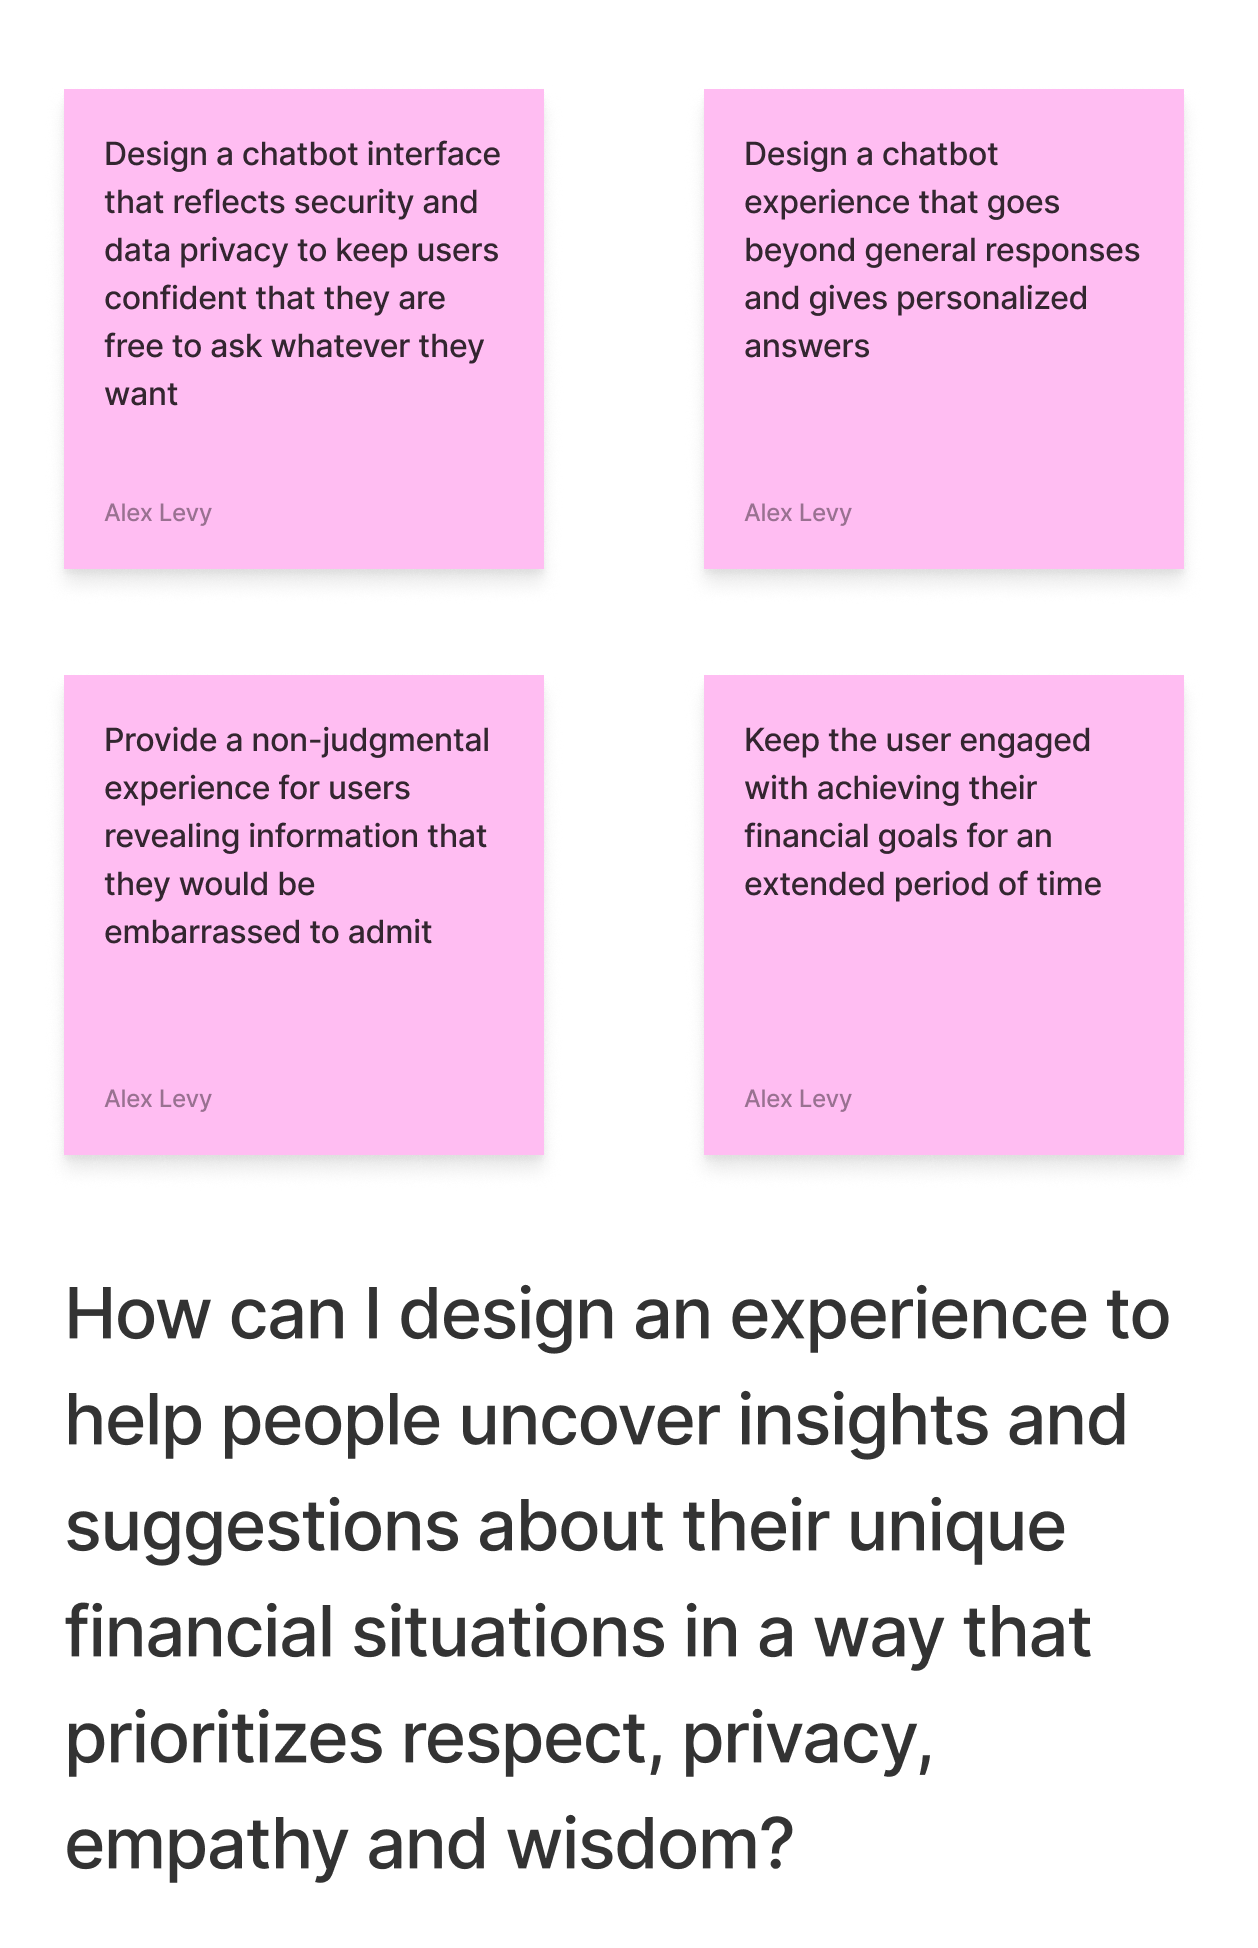 Design a chatbot interface
that reflects security and
data privacy to keep users
confident that they are
free to ask whatever they
want
Alex Levy
Design a chatbot
experience that goes
beyond general responses
and gives personalized
answers
Alex Levy
Provide a non-judgmental
experience for users
revealing information that
they would be
embarrassed to admit
Alex Levy
Keep the user engaged
with achieving their
financial goals for an
extended period of time
Alex Levy
How can I design an experience to
help people uncover insights and
suggestions about their unique
financial situations in a way that
prioritizes respect, privacy,
empathy and wisdom?